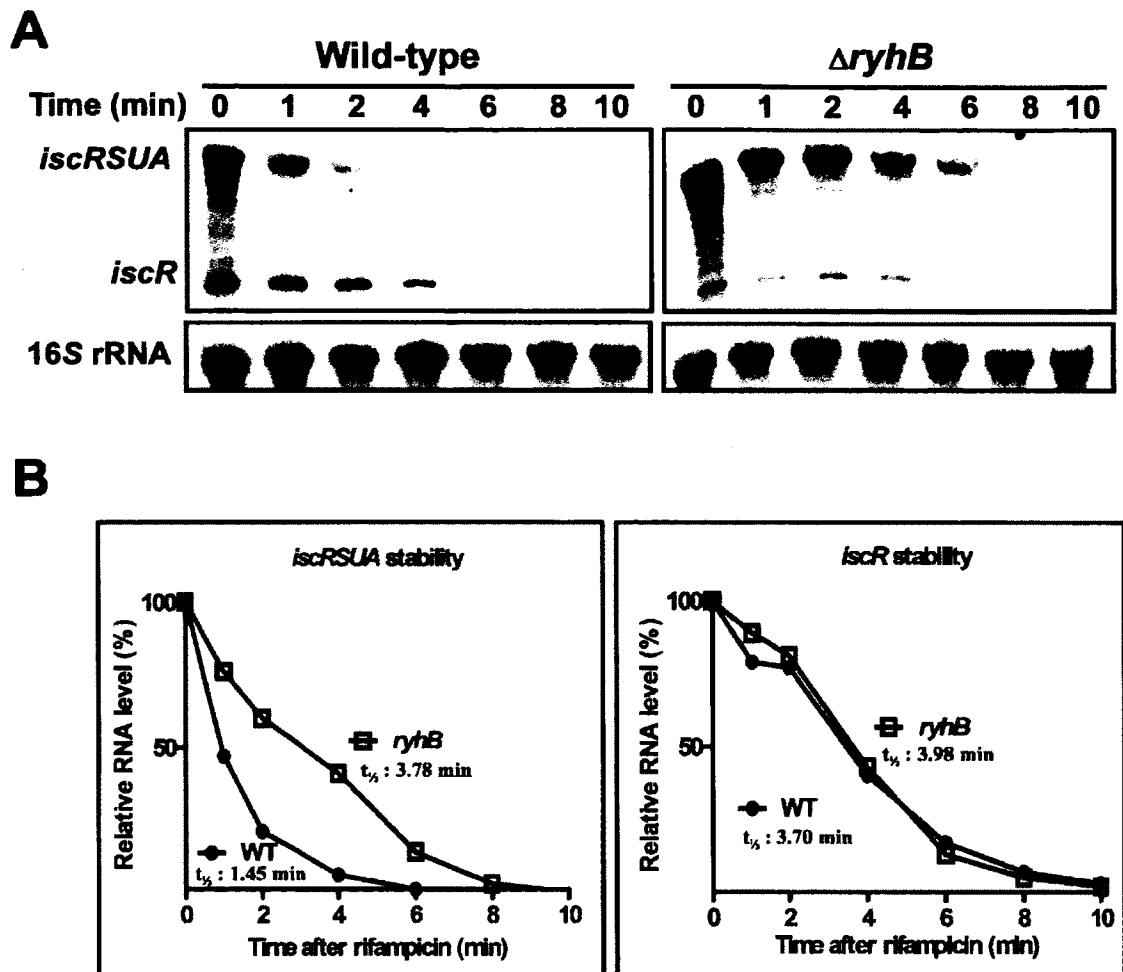 A
Wild-type ΔryhB
Time (min) 0 1 2 4 6 8 10 0 1 2 4 6 8 10
iscRSUA
iscR
16S rRNA
B
iscRSUA stability
Relative RNA level (%)
100
50
ryhB
t½ : 3.78 min
WT
t½ : 1.45 min
0 2 4 6 8 10
Time after rifampicin (min)
iscR stability
Relative RNA level (%)
100
50
ryhB
t½ : 3.98 min
WT
t½ : 3.70 min
0 2 4 6 8 10
Time after rifampicin (min)